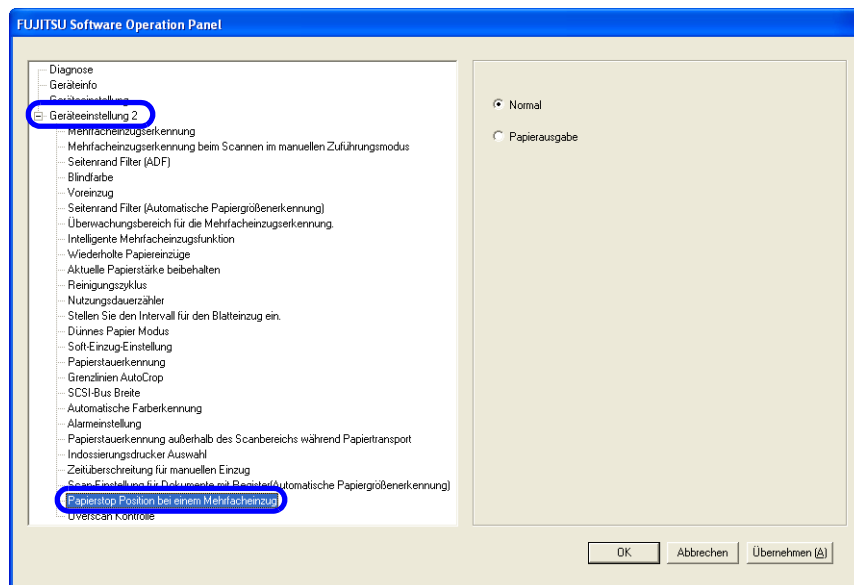 FUJITSU Software Operation Panel
Diagnose
Geräteinfo
Geräteeinstellung
Geräteeinstellung 2
Mehrfacheinzugserkennung
Mehrfacheinzugserkennung beim Scannen im manuellen Zuführungsmodus
Seitenrand Filter (ADF)
Blindfarbe
Voreinzug
Seitenrand Filter (Automatische Papiergrößenerkennung)
Überwachungsbereich für die Mehrfacheinzugserkennung.
Intelligente Mehrfacheinzugsfunktion
Wiederholte Papiereinzüge
Aktuelle Papierstärke beibehalten
Reinigungszyklus
Nutzungsdauerzähler
Stellen Sie den Intervall für den Blatteinzug ein.
Dünnes Papier Modus
Soft-Einzug-Einstellung
Papierstauerkennung
Grenzlinien AutoCrop
SCSI-Bus Breite
Automatische Farberkennung
Alarmeinstellung
Papierstauerkennung außerhalb des Scanbereichs während Papiertransport
Indossierungsdrucker Auswahl
Zeitüberschreitung für manuellen Einzug
Scan-Einstellung für Dokumente mit Register(Automatische Papiergrößenerkennung)
Papierstop Position bei einem Mehrfacheinzug
Overscan Kontrolle
Normal
Papierausgabe
OK
Abbrechen
Übernehmen (A)